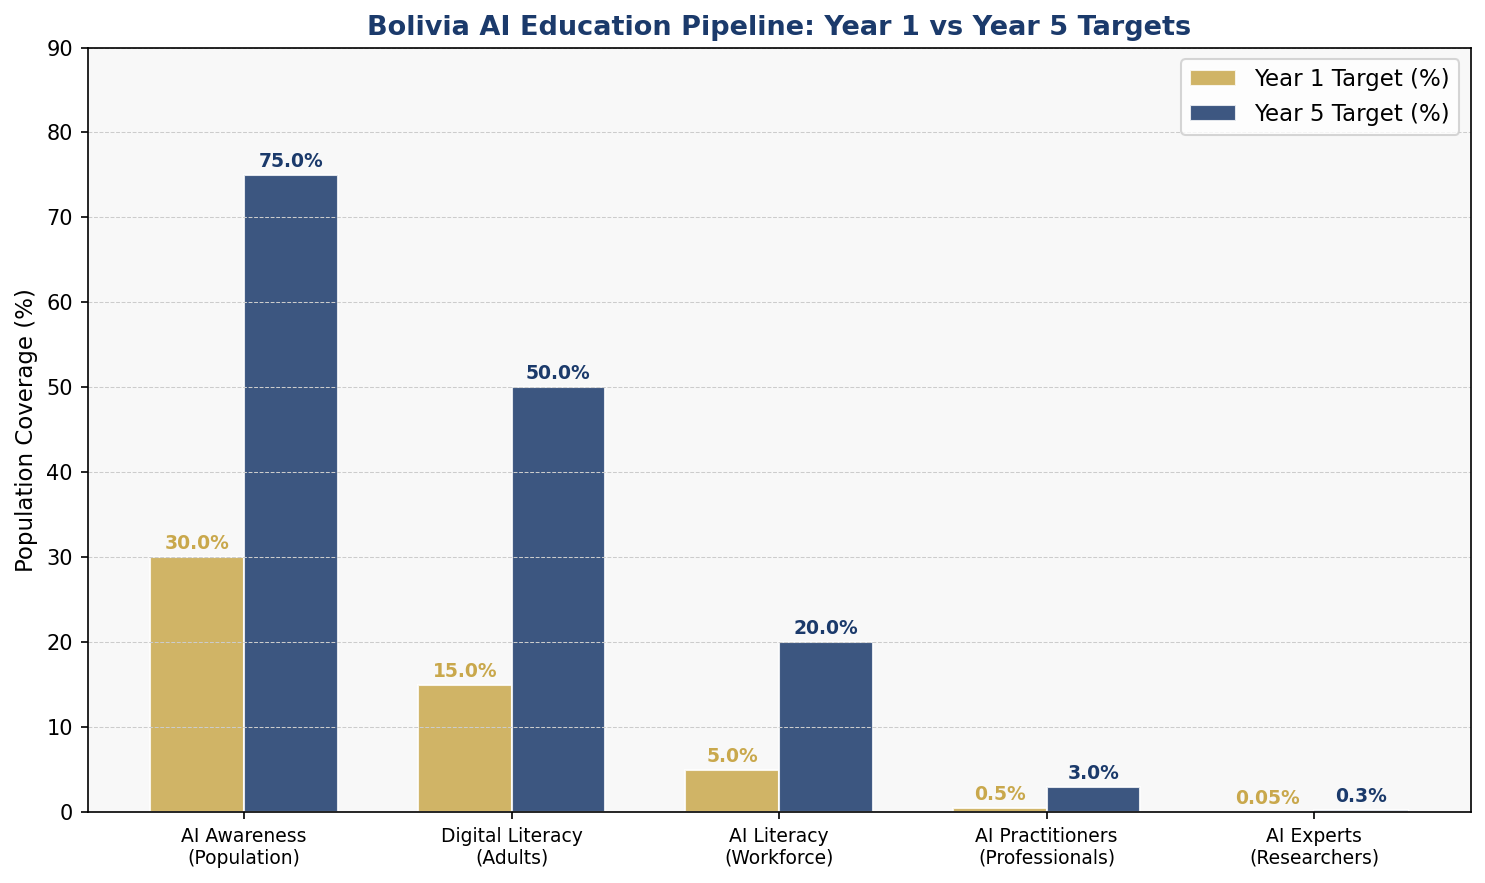 Bolivia AI Education Pipeline: Year 1 vs Year 5 Targets
Year 1 Target (%)
Year 5 Target (%)
Population Coverage (%)
90
80
70
60
50
40
30
20
10
0
30.0%
75.0%
15.0%
50.0%
5.0%
20.0%
0.5%
3.0%
0.05%
0.3%
AI Awareness
(Population)
Digital Literacy
(Adults)
AI Literacy
(Workforce)
AI Practitioners
(Professionals)
AI Experts
(Researchers)